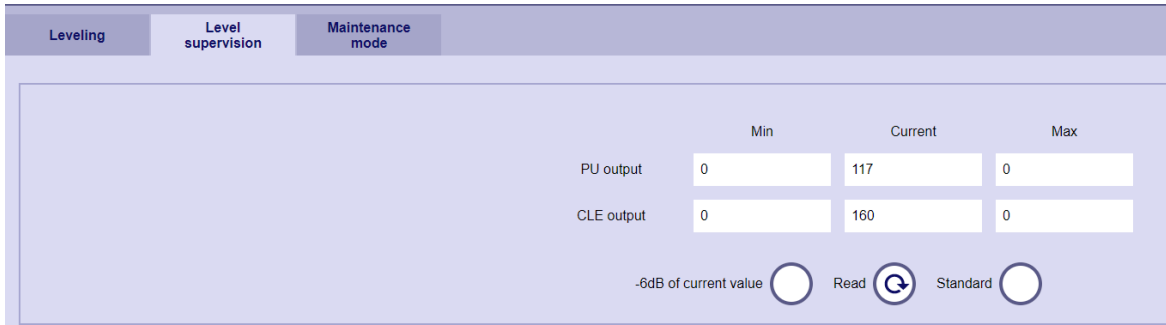 Leveling
Level
supervision
Maintenance
mode
Min Current Max
PU output 0 117 0
CLE output 0 160 0
-6dB of current value Read Standard